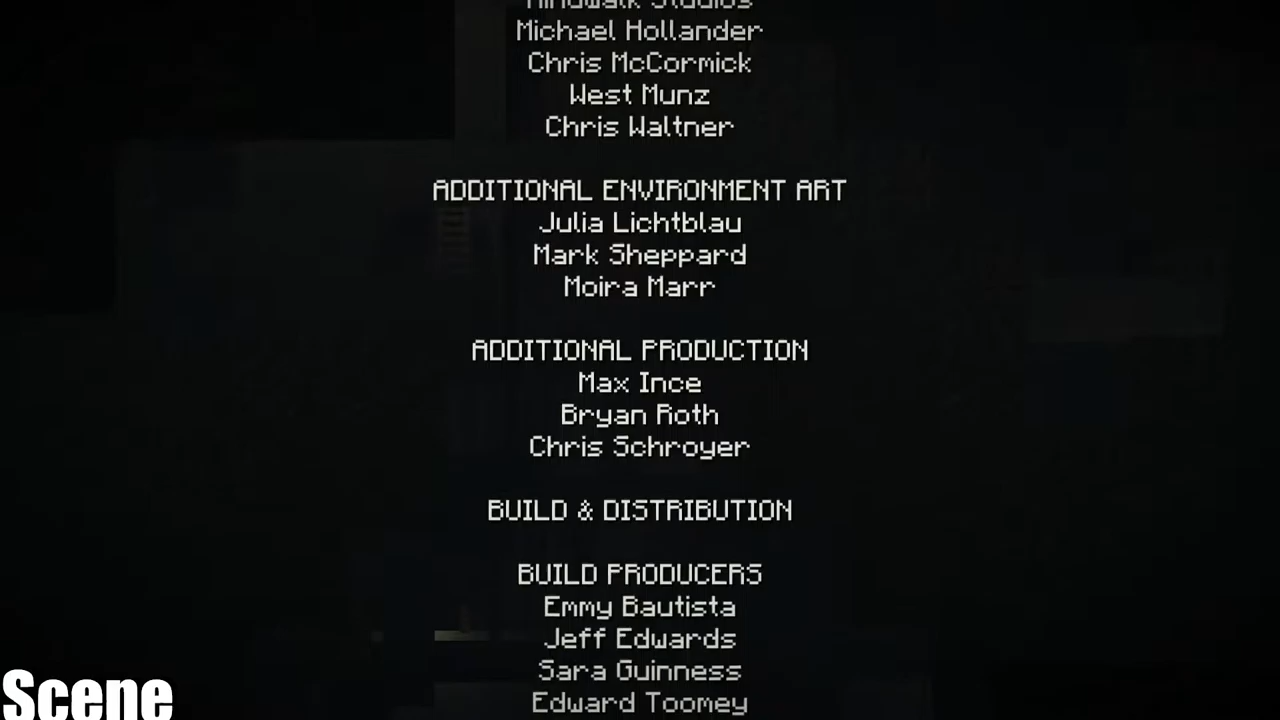 Mindwalk Studios
Michael Hollander
Chris McCormick
West Munz
Chris Waltner
ADDITIONAL ENVIRONMENT ART
Julia Lichtblau
Mark Sheppard
Moira Marr
ADDITIONAL PRODUCTION
Max Ince
Bryan Roth
Chris Schroyer
BUILD & DISTRIBUTION
BUILD PRODUCERS
Emmy Bautista
Jeff Edwards
Sara Guinness
Edward Toomey
Scene